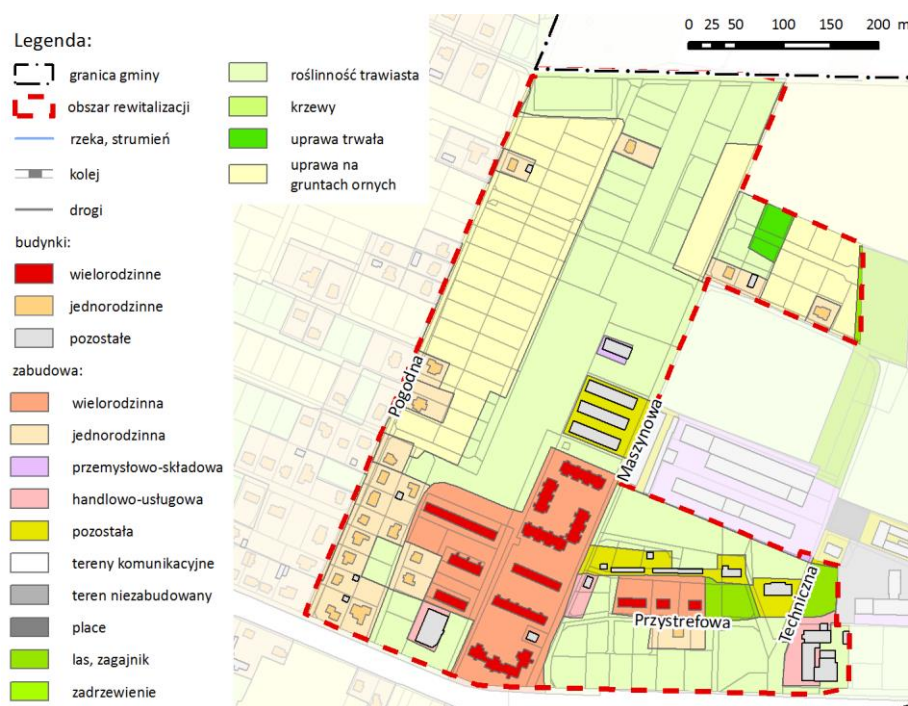 Legenda:
granica gminy
obszar rewitalizacji
rzeka, strumień
kolej
drogi
budynki:
wielorodzinne
jednorodzinne
pozostałe
zabudowa:
wielorodzinna
jednorodzinna
przemysłowo-składowa
handlowo-usługowa
pozostała
tereny komunikacyjne
teren niezabudowany
place
las, zagajnik
zadrzewienie
roślinność trawiasta
krzewy
uprawa trwała
uprawa na
gruntach ornych
0 25 50 100 150 200 m
Pogodna
Maszynowa
Techniczna
Przystrefowa